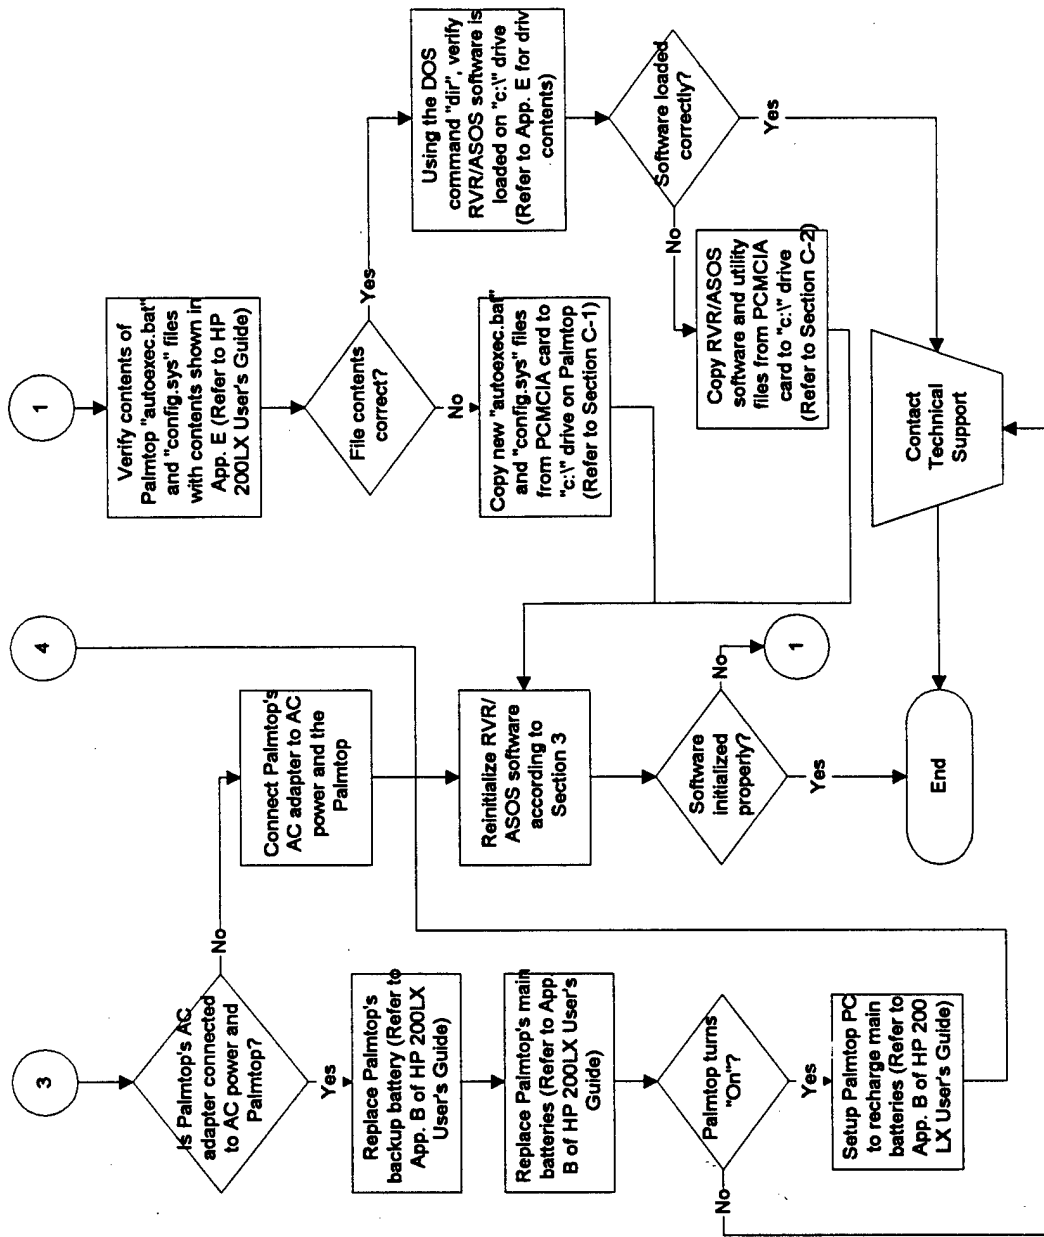 3
Is Palmtop's AC
adapter connected
to AC power and
Palmtop?
No
Yes
Replace Palmtop's
backup battery (Refer to
App. B of HP 200LX
User's Guide)
Replace Palmtop's main
batteries (Refer to App.
B of HP 200LX User's
Guide)
Palmtop turns
"On"?
No
Yes
Setup Palmtop PC
to recharge main
batteries (Refer to
App. B of HP 200
LX User's Guide)
4
Connect Palmtop's
AC adapter to AC
power and the
Palmtop
Reinitialize RVR/
ASOS software
according to
Section 3
Software
initialized
properly?
No
1
Yes
End
1
Verify contents of
Palmtop "autoexec.bat"
and "config.sys" files
with contents shown in
App. E (Refer to HP
200LX User's Guide)
File contents
correct?
Yes
No
Copy new "autoexec.bat"
and "config.sys" files
from PCMCIA card to
"c:\" drive on Palmtop
(Refer to Section C-1)
Using the DOS
command "dir", verify
RVR/ASOS software is
loaded on "c:\" drive
(Refer to App. E for driv
contents)
Software loaded
correctly?
No
Yes
Copy RVR/ASOS
software and utility
files from PCMCIA
card to "c:\" drive
(Refer to Section C-2)
Contact
Technical
Support